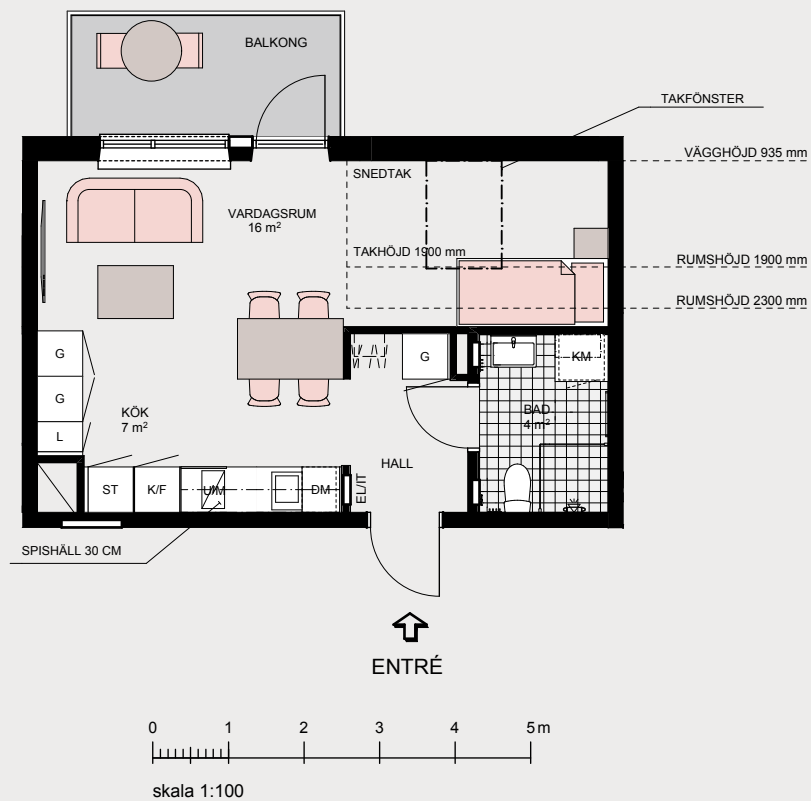 BALKONG
TAKFÖNSTER
VÄGGHÖJD 935 mm
SNEDTAK
VARDAGSRUM
16 m²
TAKHÖJD 1900 mm
RUMSHÖJD 1900 mm
RUMSHÖJD 2300 mm
G
G
KM
G
KÖK
7 m²
BAD
4 m²
L
HALL
ST
K/F
U/M
DM
EL/IT
SPISHÄLL 30 CM
ENTRÉ
0 1 2 3 4 5 m
skala 1:100